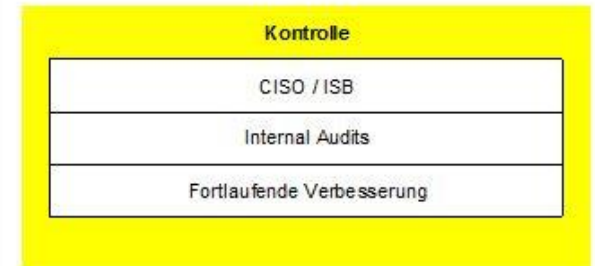 Kontrolle
CISO / ISB
Internal Audits
Fortlaufende Verbesserung